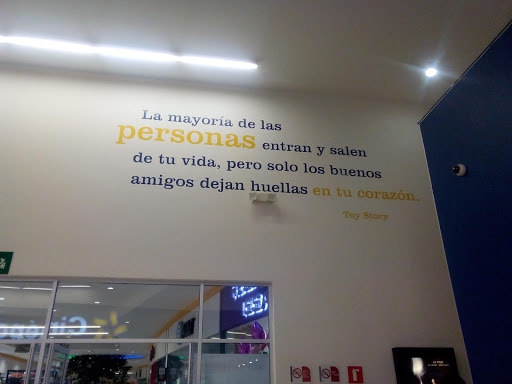 La mayoría de las
personas entran y salen
de tu vida, pero solo los buenos
amigos dejan huellas en tu corazón.
Toy Story